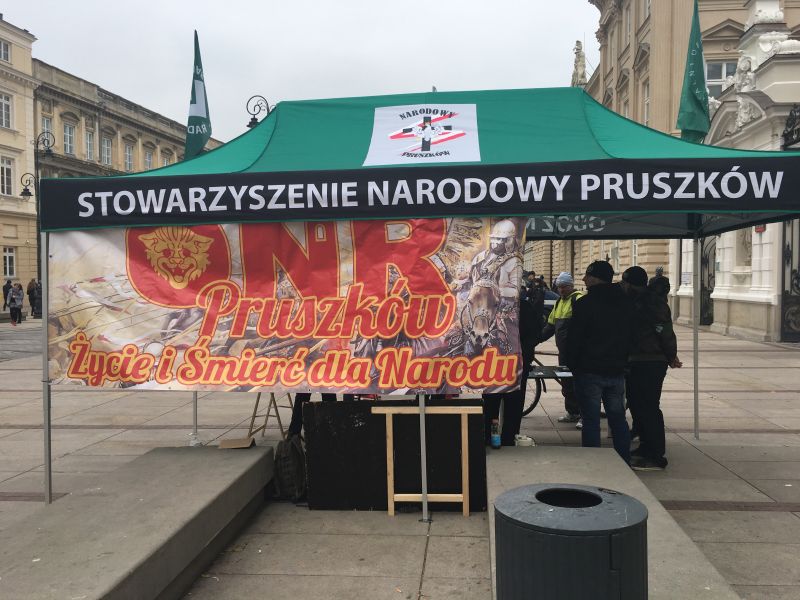 NARODOWY
PRUSZKÓW
STOWARZYSZENIE NARODOWY PRUSZKÓW
ONR
Pruszków
Życie i Śmierć dla Narodu